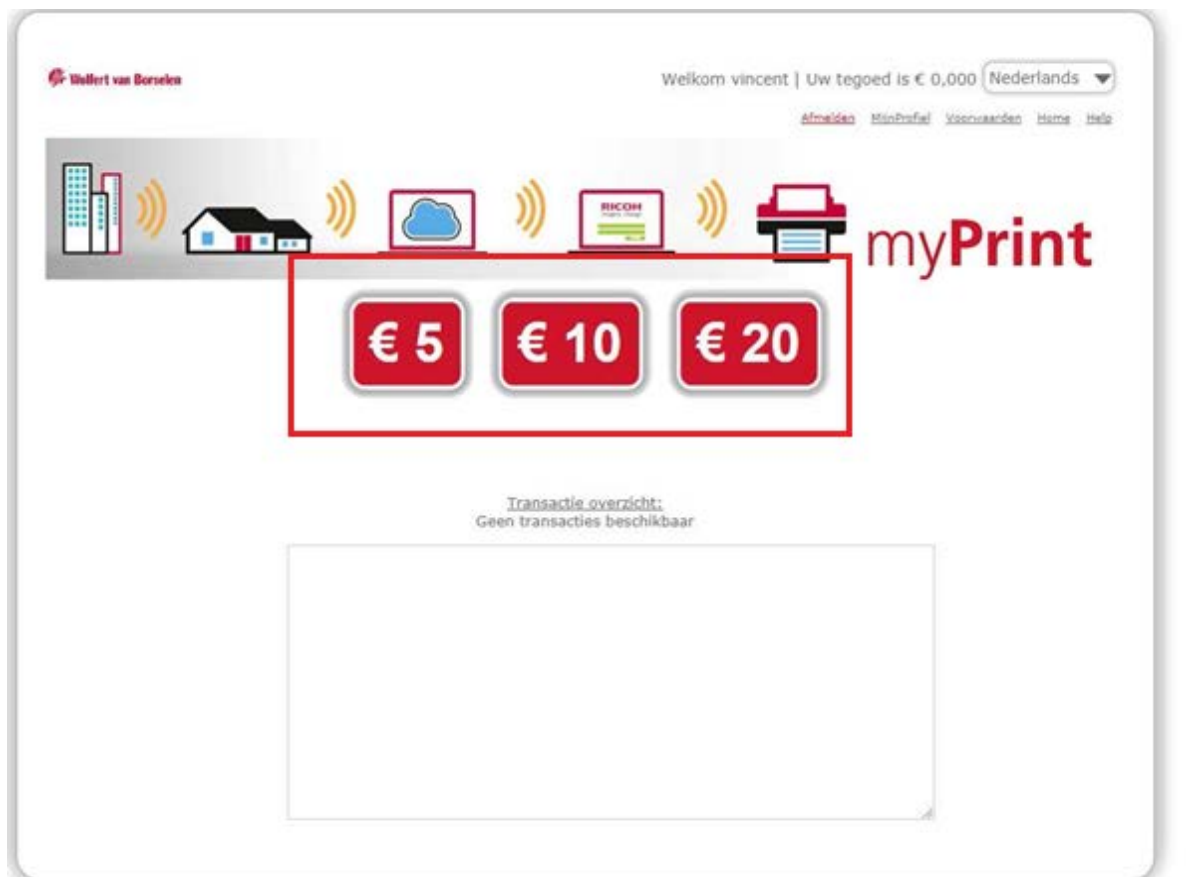 Wolfert van Borselen
Welkom vincent | Uw tegoed is € 0,000 Nederlands
Afmelden MijnProfiel Voorwaarden Home Help
RICOH
myPrint
€ 5 € 10 € 20
Transactie overzicht:
Geen transacties beschikbaar